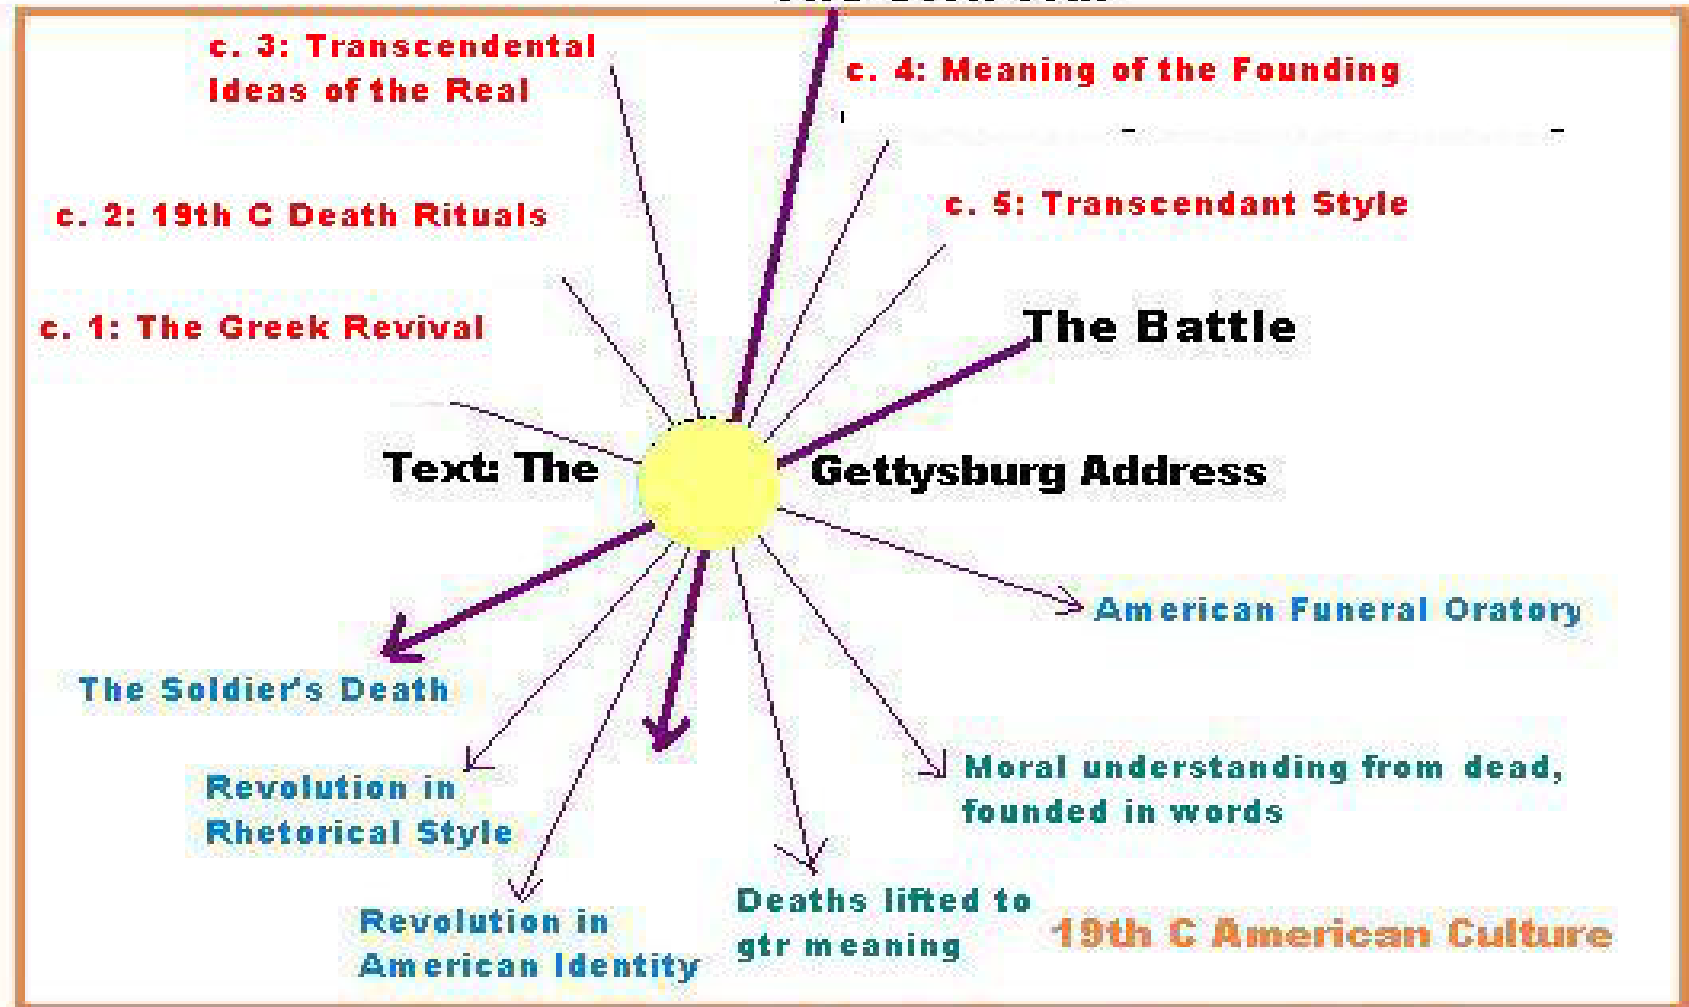 c. 3: Transcendental
Ideas of the Real
c. 4: Meaning of the Founding
c. 2: 19th C Death Rituals
c. 5: Transcendant Style
c. 1: The Greek Revival
The Battle
Text: The Gettysburg Address
American Funeral Oratory
The Soldier's Death
Revolution in
Rhetorical Style
Moral understanding from dead,
founded in words
Revolution in
American Identity
Deaths lifted to
gtr meaning
19th C American Culture